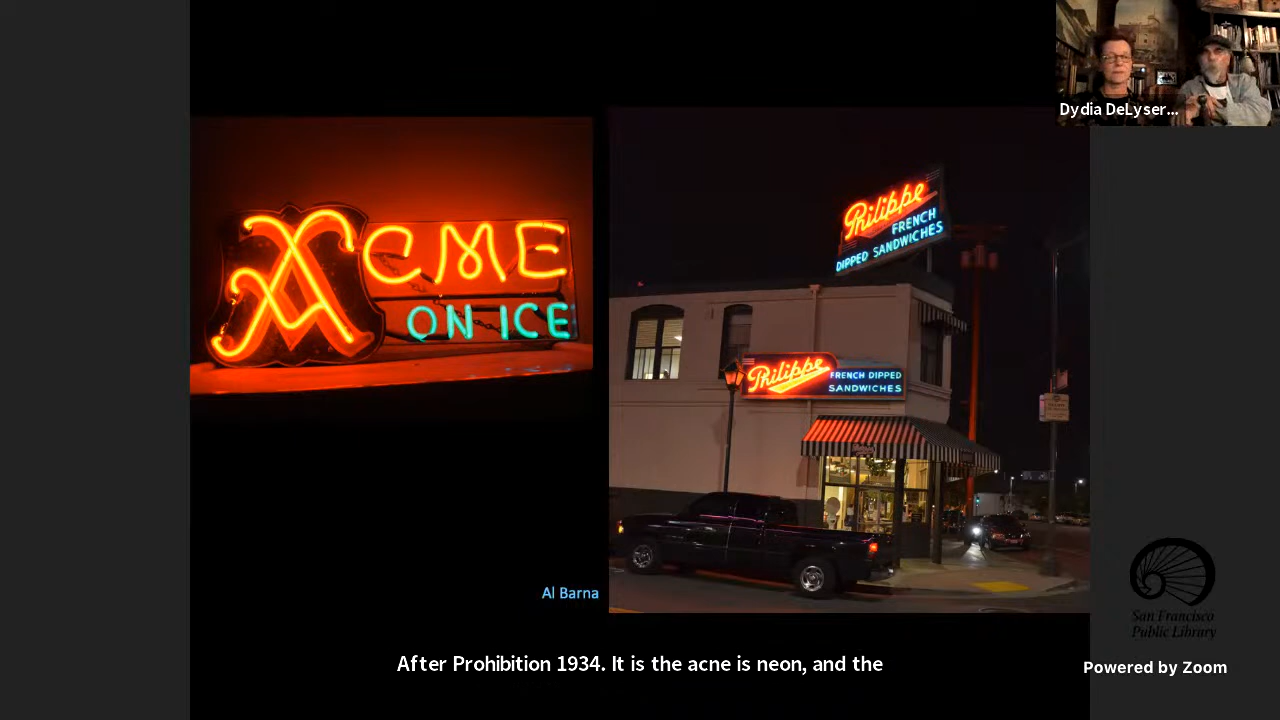 Dydia DeLyser...
ACME
ON ICE
Philippe
FRENCH
DIPPED SANDWICHES
Philippe
FRENCH DIPPED
SANDWICHES
Al Barna
San Francisco
Public Library
After Prohibition 1934. It is the acne is neon, and the
Powered by Zoom